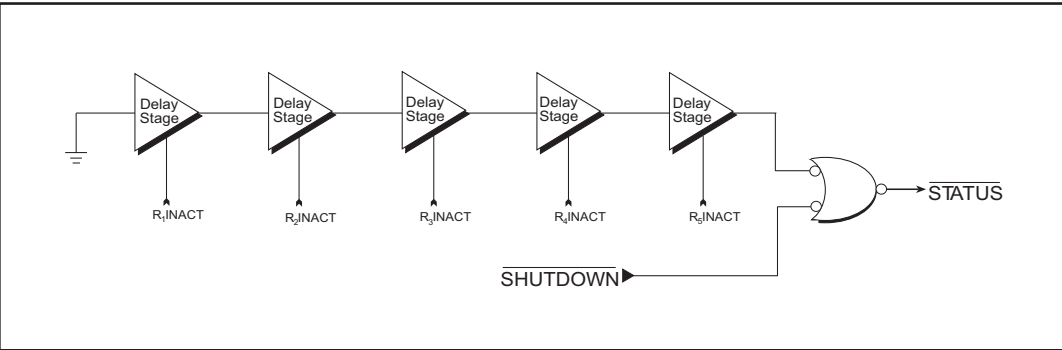 Delay
Stage
Delay
Stage
Delay
Stage
Delay
Stage
Delay
Stage
R₁INACT
R₂INACT
R₃INACT
R₄INACT
R₅INACT
STATUS
SHUTDOWN